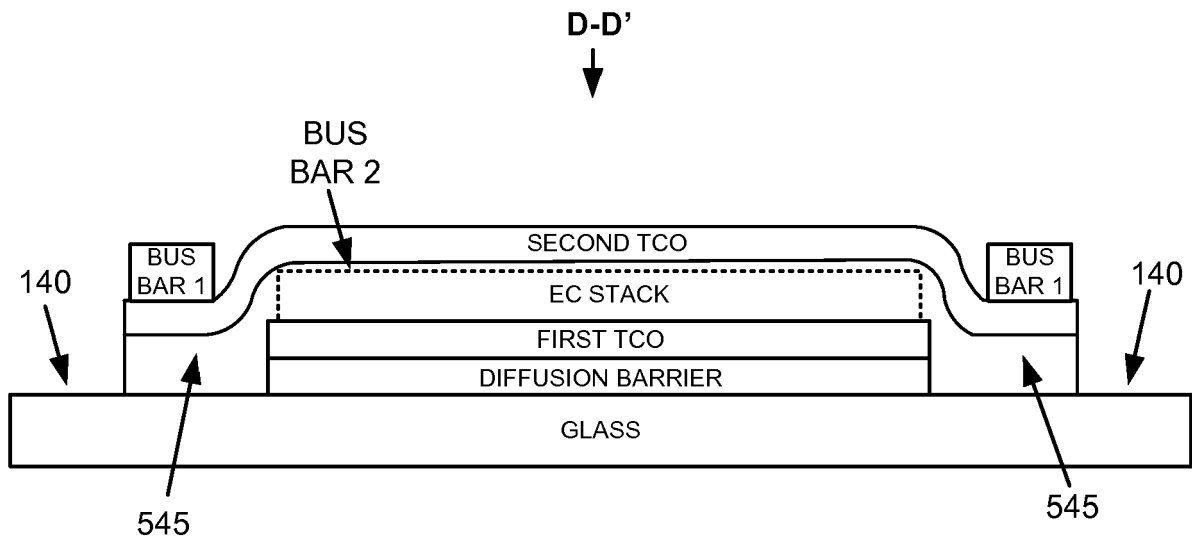 D-D’
BUS
BAR 2
SECOND TCO
BUS
BAR 1
BUS
BAR 1
140
140
EC STACK
FIRST TCO
DIFFUSION BARRIER
GLASS
545
545